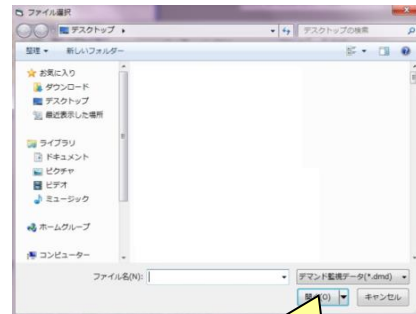 ファイル選択
デスクトップ
デスクトップの検索
整理
新しいフォルダー
お気に入り
ダウンロード
デスクトップ
最近表示した場所
ライブラリ
ドキュメント
ピクチャ
ビデオ
ミュージック
ホームグループ
コンピューター
ファイル名(N):
デマンド監視データ(*.dmd)
(O)
キャンセル